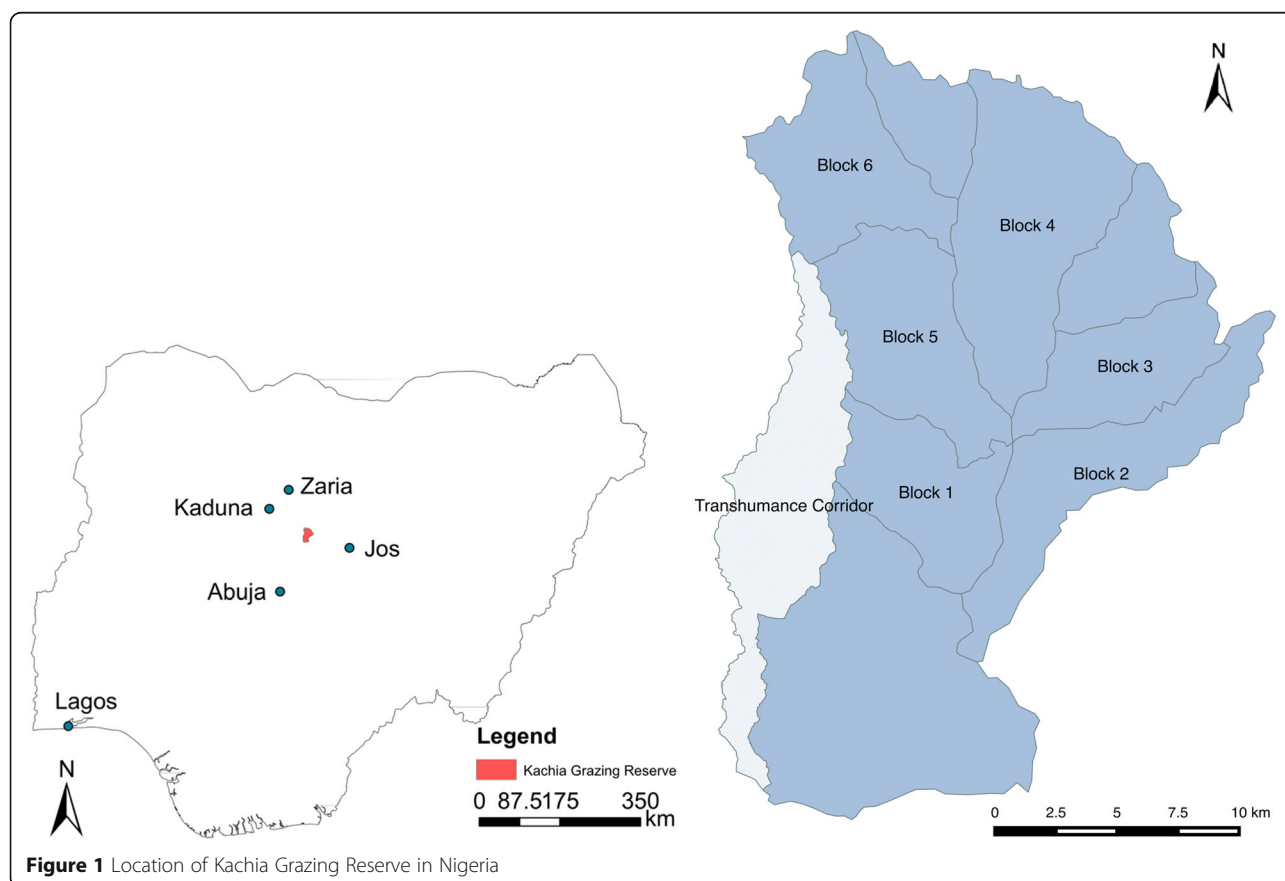 Zaria
Kaduna
Jos
Abuja
Lagos
N
Legend
Kachia Grazing Reserve
0 87.5175 350
km
N
Block 6
Block 4
Block 5
Block 3
Block 2
Block 1
Transhumance Corridor
0 2.5 5 7.5 10 km
Figure 1 Location of Kachia Grazing Reserve in Nigeria